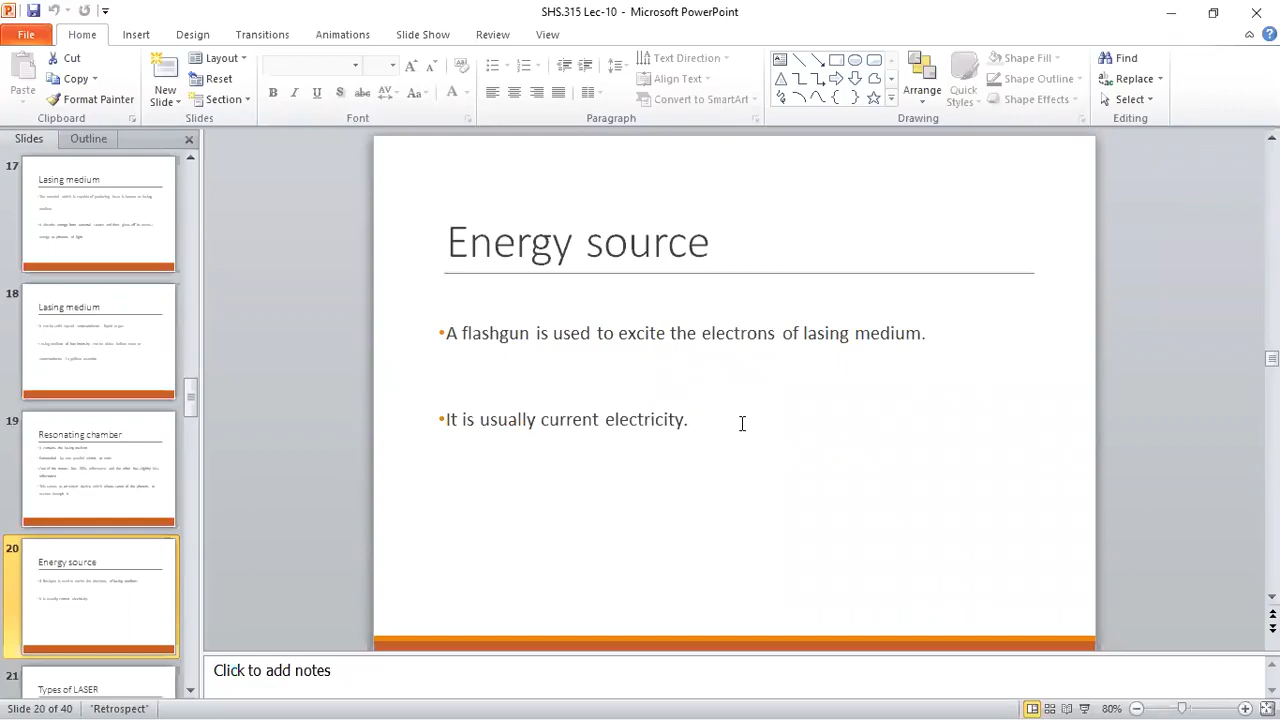 SHS.315 Lec-10 - Microsoft PowerPoint
File Home Insert Design Transitions Animations Slide Show Review View
Paste
Cut
Copy
Format Painter
Clipboard
New Slide
Layout
Reset
Section
Slides
B I U S abc AV Aa A
Font
Text Direction
Align Text
Convert to SmartArt
Paragraph
Arrange
Quick Styles
Shape Fill
Shape Outline
Shape Effects
Drawing
Find
Replace
Select
Editing
Slides Outline
17
Lasing medium
18
Lasing medium
19
Resonating chamber
20
Energy source
21
Types of LASER
Energy source
•A flashgun is used to excite the electrons of lasing medium.
•It is usually current electricity.
Click to add notes
Slide 20 of 40 "Retrospect" 80%